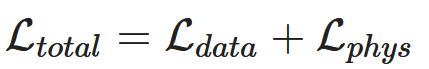 𝓛_total = 𝓛_data + 𝓛_phys